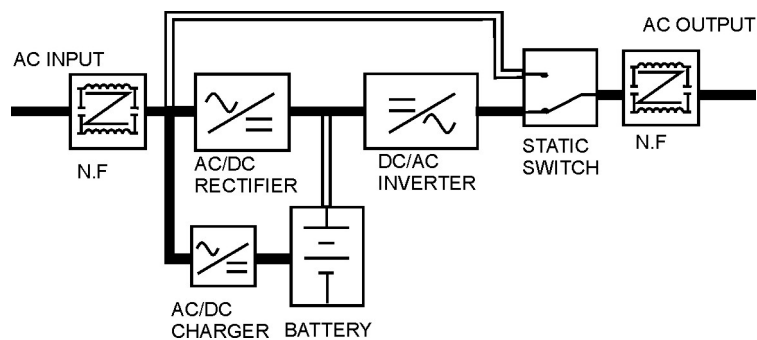 AC INPUT
AC OUTPUT
N.F
AC/DC
RECTIFIER
DC/AC
INVERTER
STATIC
SWITCH
N.F
AC/DC
CHARGER
BATTERY